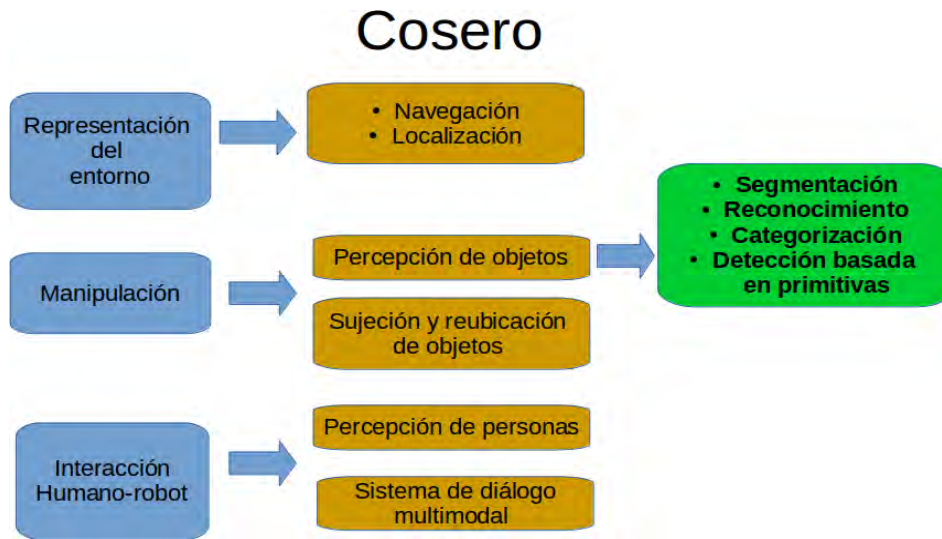 Cosero
Representación
del
entorno
• Navegación
• Localización
• Segmentación
• Reconocimiento
• Categorización
• Detección basada
en primitivas
Manipulación
Percepción de objetos
Sujeción y reubicación
de objetos
Interacción
Humano-robot
Percepción de personas
Sistema de diálogo
multimodal